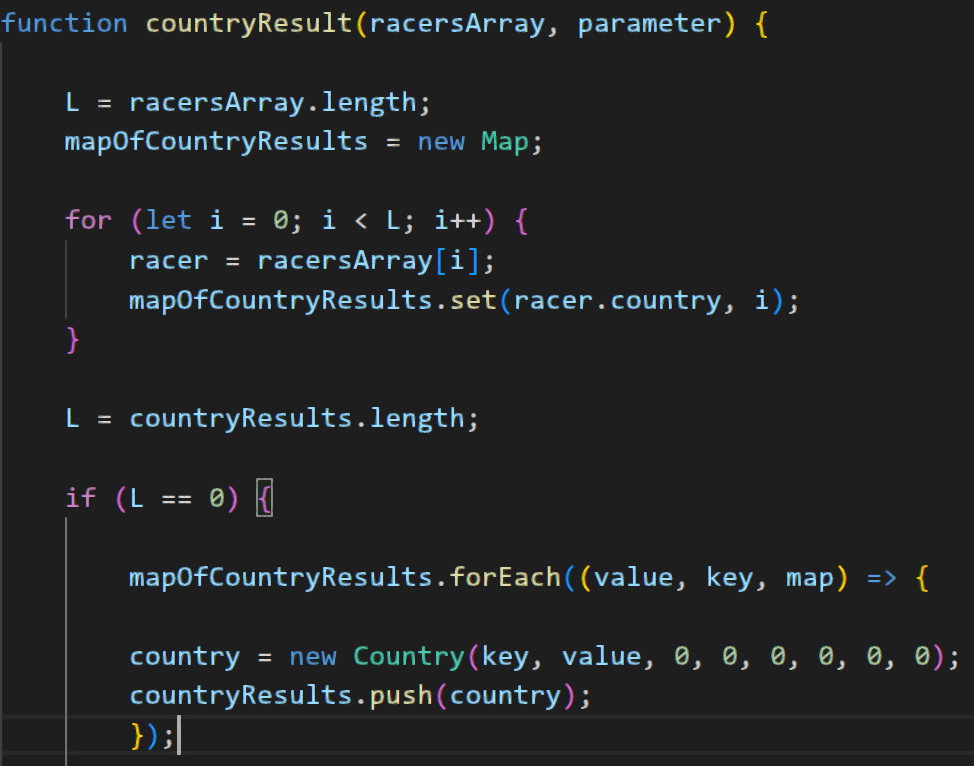 function countryResult(racersArray, parameter) {
L = racersArray.length;
mapOfCountryResults = new Map;
for (let i = 0; i < L; i++) {
racer = racersArray[i];
mapOfCountryResults.set(racer.country, i);
}
L = countryResults.length;
if (L == 0) {
mapOfCountryResults.forEach((value, key, map) => {
country = new Country(key, value, 0, 0, 0, 0, 0, 0);
countryResults.push(country);
});